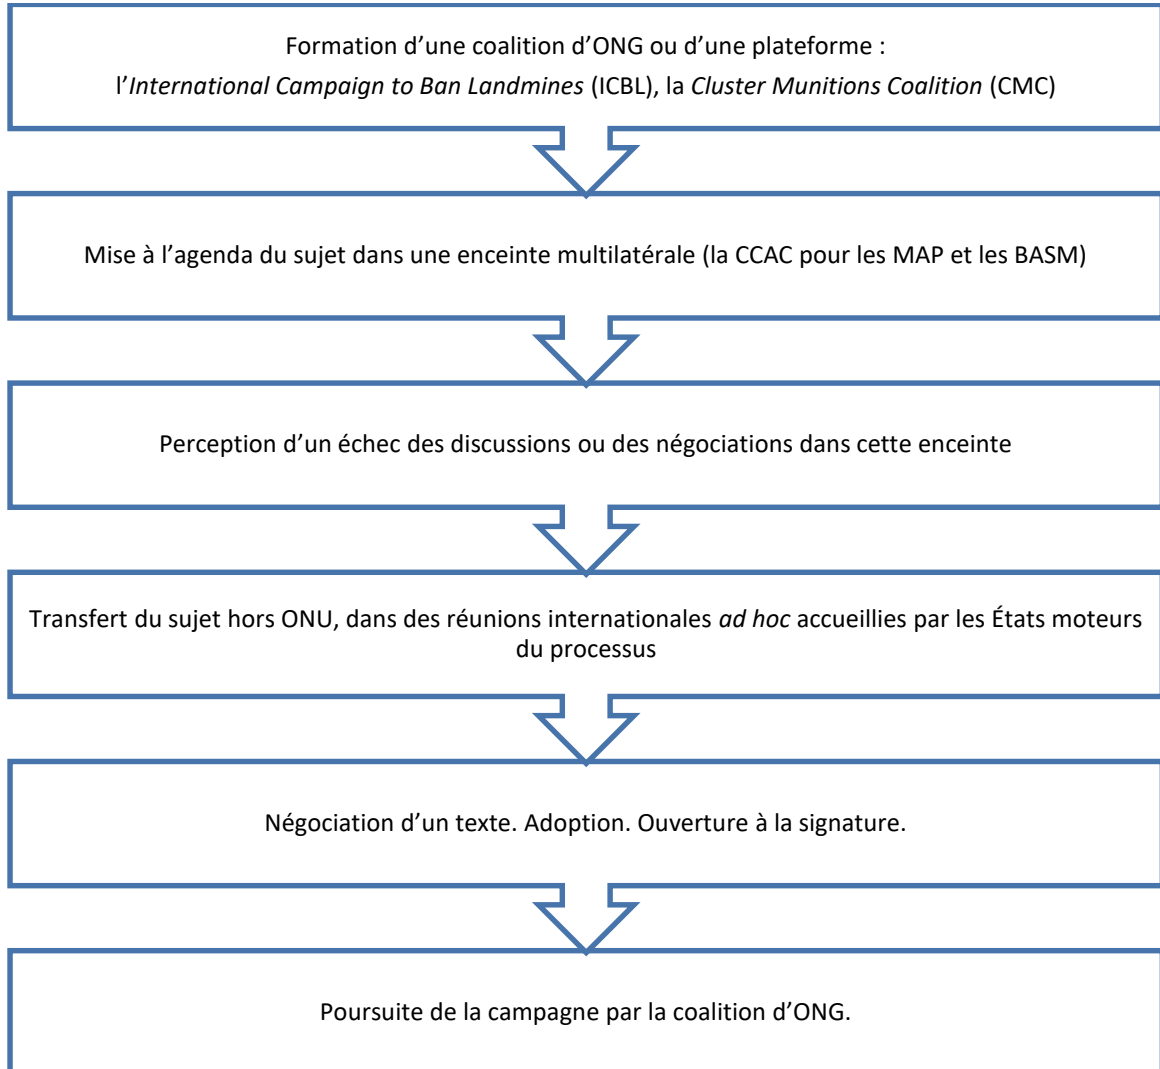 Formation d’une coalition d’ONG ou d’une plateforme :
l’International Campaign to Ban Landmines (ICBL), la Cluster Munitions Coalition (CMC)
Mise à l’agenda du sujet dans une enceinte multilatérale (la CCAC pour les MAP et les BASM)
Perception d’un échec des discussions ou des négociations dans cette enceinte
Transfert du sujet hors ONU, dans des réunions internationales ad hoc accueillies par les États moteurs
du processus
Négociation d’un texte. Adoption. Ouverture à la signature.
Poursuite de la campagne par la coalition d’ONG.